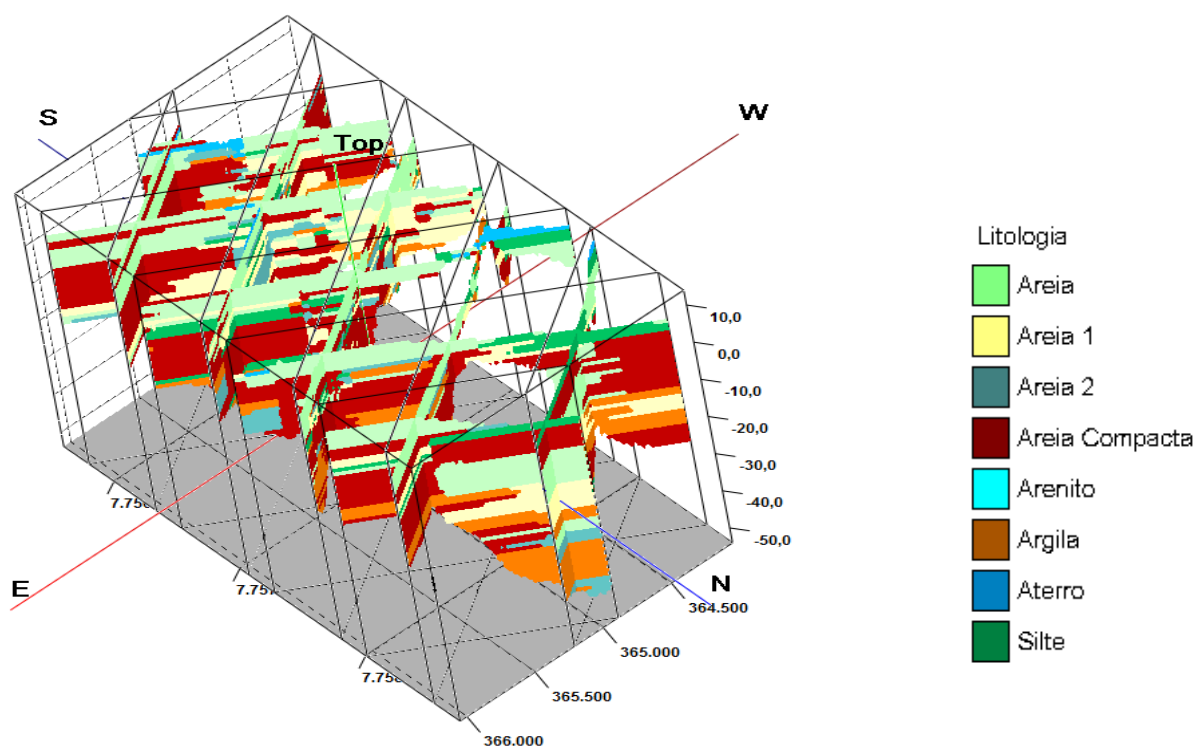 S
W
Top
E
N
10,0
0,0
-10,0
-20,0
-30,0
-40,0
-50,0
364.500
365.000
365.500
366.000
Litologia
Areia
Areia 1
Areia 2
Areia Compacta
Arenito
Argila
Aterro
Silte